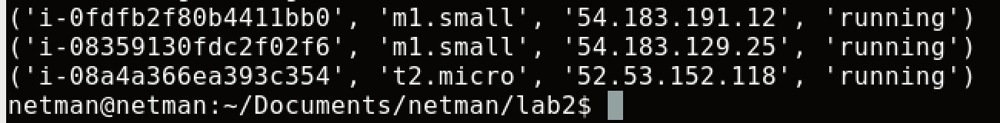 ('i-0fdfb2f80b4411bb0', 'm1.small', '54.183.191.12', 'running')
('i-08359130fdc2f02f6', 'm1.small', '54.183.129.25', 'running')
('i-08a4a366ea393c354', 't2.micro', '52.53.152.118', 'running')
netman@netman:~/Documents/netman/lab2$